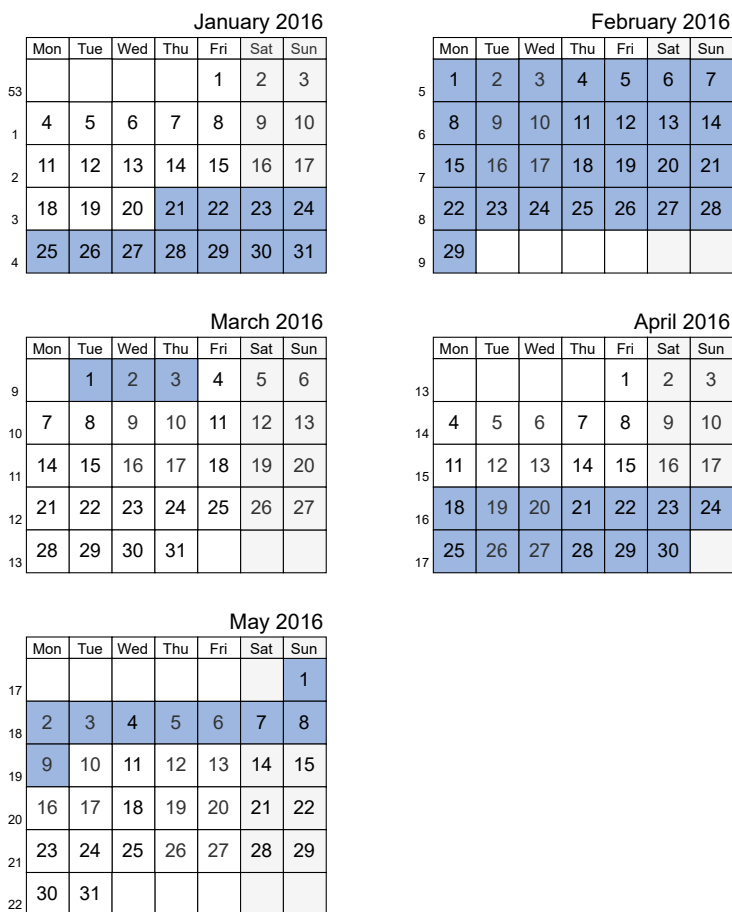 January 2016
Mon Tue Wed Thu Fri Sat Sun
53 1 2 3
1 4 5 6 7 8 9 10
2 11 12 13 14 15 16 17
3 18 19 20 21 22 23 24
4 25 26 27 28 29 30 31
February 2016
Mon Tue Wed Thu Fri Sat Sun
5 1 2 3 4 5 6 7
6 8 9 10 11 12 13 14
7 15 16 17 18 19 20 21
8 22 23 24 25 26 27 28
9 29
March 2016
Mon Tue Wed Thu Fri Sat Sun
9 1 2 3 4 5 6
10 7 8 9 10 11 12 13
11 14 15 16 17 18 19 20
12 21 22 23 24 25 26 27
13 28 29 30 31
April 2016
Mon Tue Wed Thu Fri Sat Sun
13 1 2 3
14 4 5 6 7 8 9 10
15 11 12 13 14 15 16 17
16 18 19 20 21 22 23 24
17 25 26 27 28 29 30
May 2016
Mon Tue Wed Thu Fri Sat Sun
17 1
18 2 3 4 5 6 7 8
19 9 10 11 12 13 14 15
20 16 17 18 19 20 21 22
21 23 24 25 26 27 28 29
22 30 31